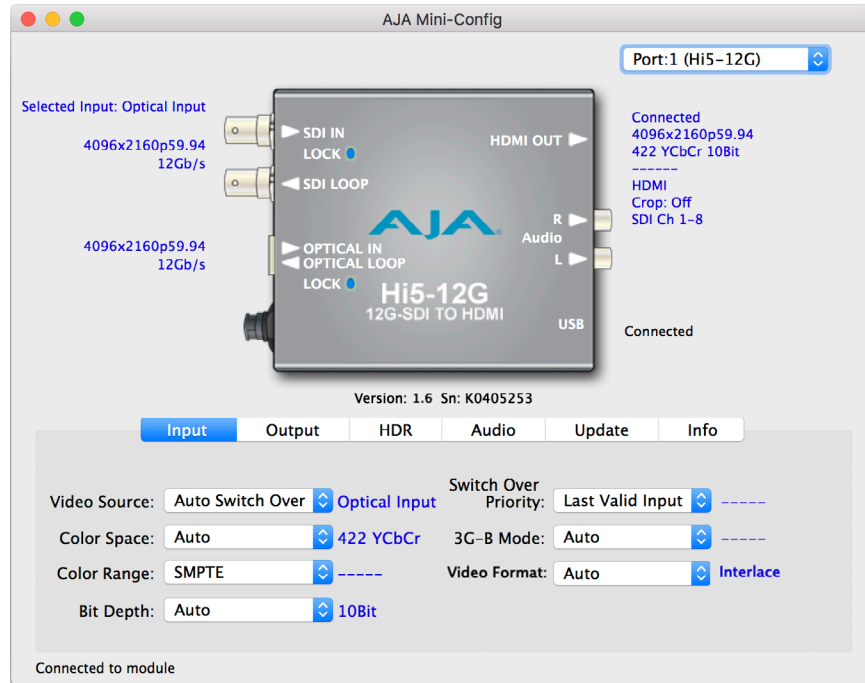 AJA Mini-Config
Port:1 (Hi5-12G)
Selected Input: Optical Input
4096x2160p59.94
12Gb/s
4096x2160p59.94
12Gb/s
SDI IN
LOCK
SDI LOOP
HDMI OUT
AJA
R
Audio
L
OPTICAL IN
OPTICAL LOOP
LOCK
Hi5-12G
12G-SDI TO HDMI
USB
Connected
4096x2160p59.94
422 YCbCr 10Bit
------
HDMI
Crop: Off
SDI Ch 1-8
Connected
Version: 1.6 Sn: K0405253
Input Output HDR Audio Update Info
Video Source: Auto Switch Over Optical Input
Color Space: Auto 422 YCbCr
Color Range: SMPTE -----
Bit Depth: Auto 10Bit
Switch Over
Priority: Last Valid Input -----
3G-B Mode: Auto -----
Video Format: Auto Interlace
Connected to module